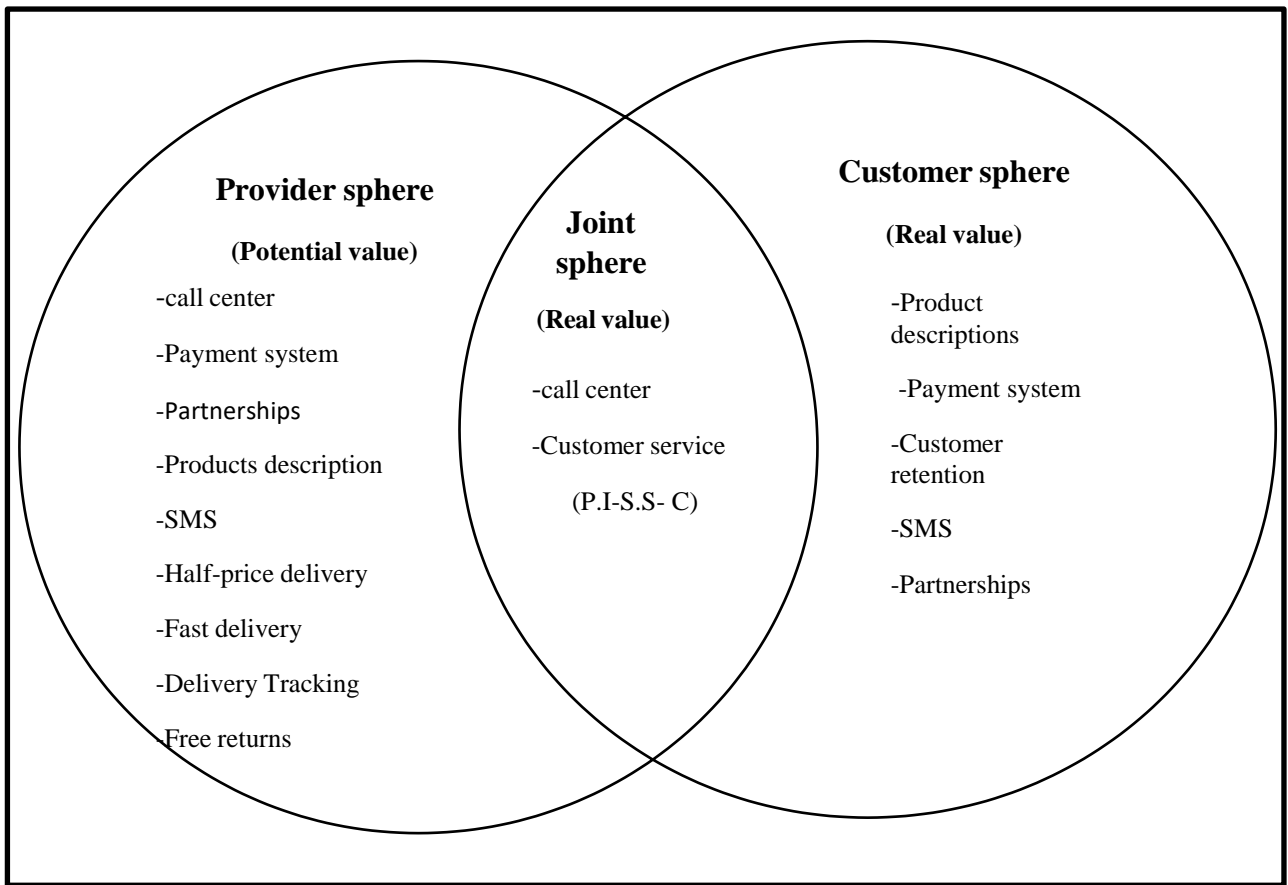 Provider sphere
(Potential value)
-call center
-Payment system
-Partnerships
-Products description
-SMS
-Half-price delivery
-Fast delivery
-Delivery Tracking
-Free returns
Joint
sphere
(Real value)
-call center
-Customer service
(P.I-S.S- C)
Customer sphere
(Real value)
-Product
descriptions
-Payment system
-Customer
retention
-SMS
-Partnerships